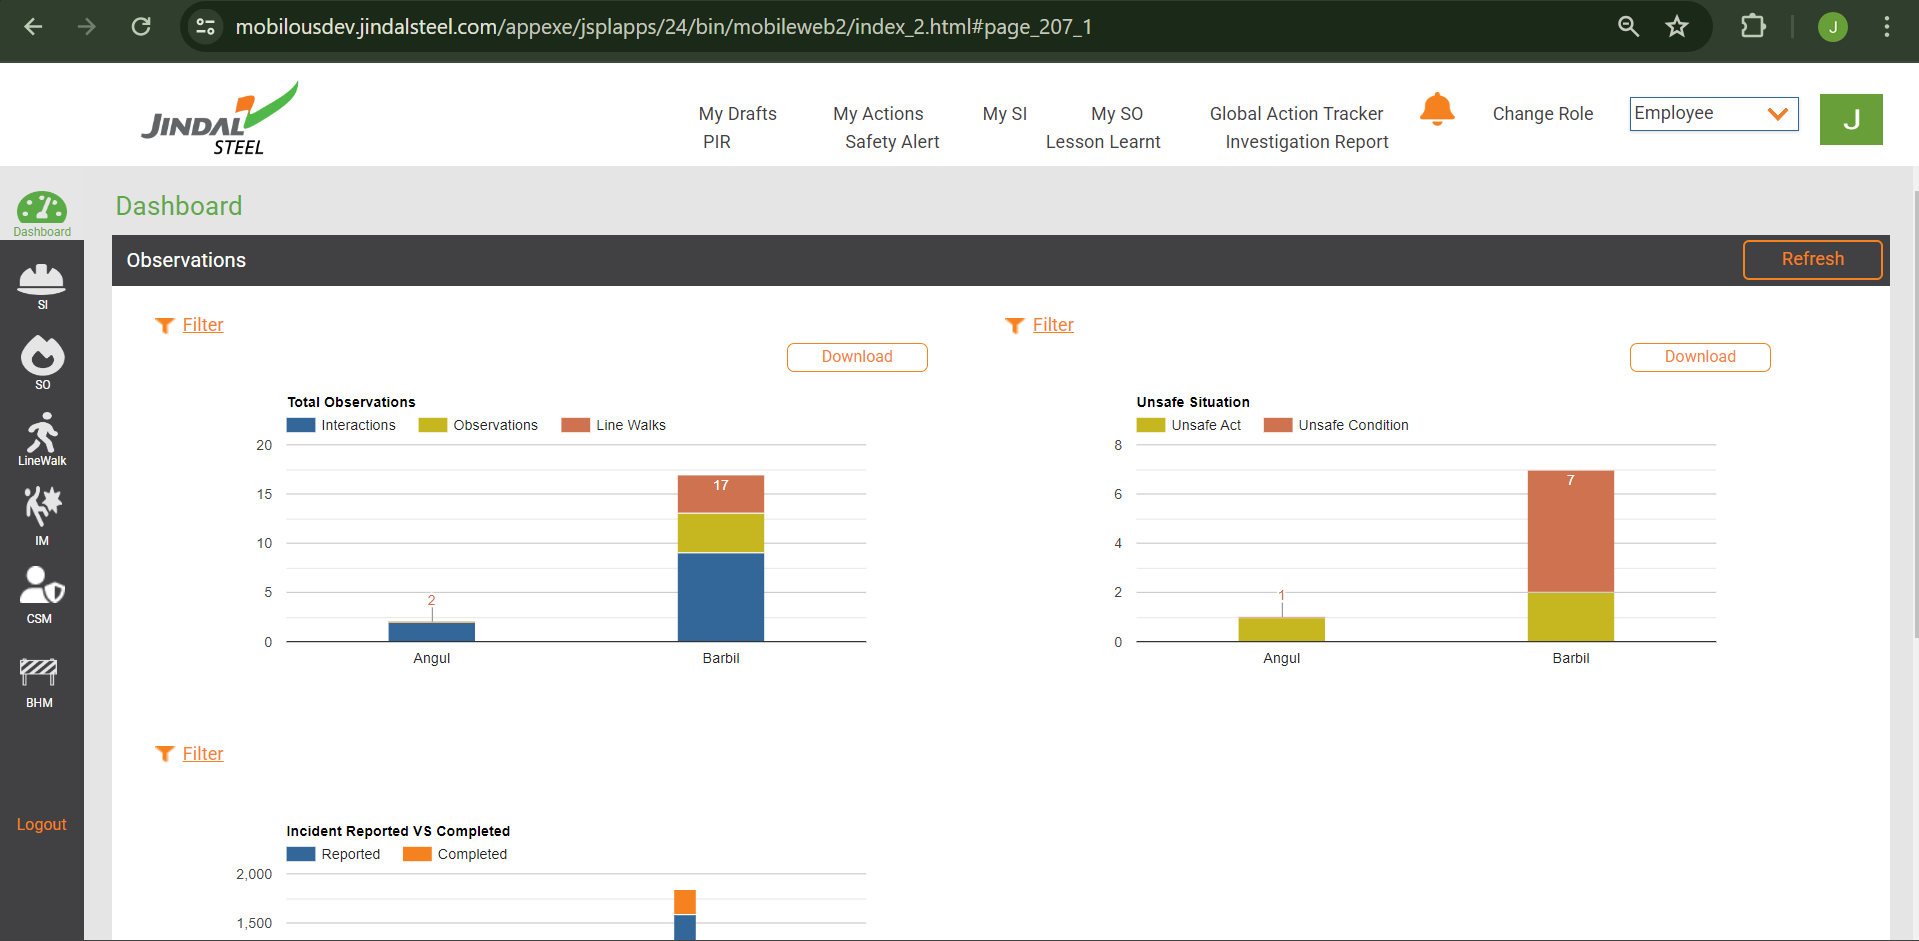 mobilousdev.jindalsteel.com/appexe/jsplapps/24/bin/mobileweb2/index_2.html#page_207_1
J
JINDAL
STEEL
My Drafts My Actions My SI My SO Global Action Tracker
PIR Safety Alert Lesson Learnt Investigation Report
Change Role
Employee
J
Dashboard
SI
SO
LineWalk
IM
CSM
BHM
Logout
Dashboard
Observations
Refresh
Filter
Download
Total Observations
Interactions Observations Line Walks
20
15
10
5
0
2
17
Angul Barbil
Filter
Download
Unsafe Situation
Unsafe Act Unsafe Condition
8
6
4
2
0
1
7
Angul Barbil
Filter
Incident Reported VS Completed
Reported Completed
2,000
1,500